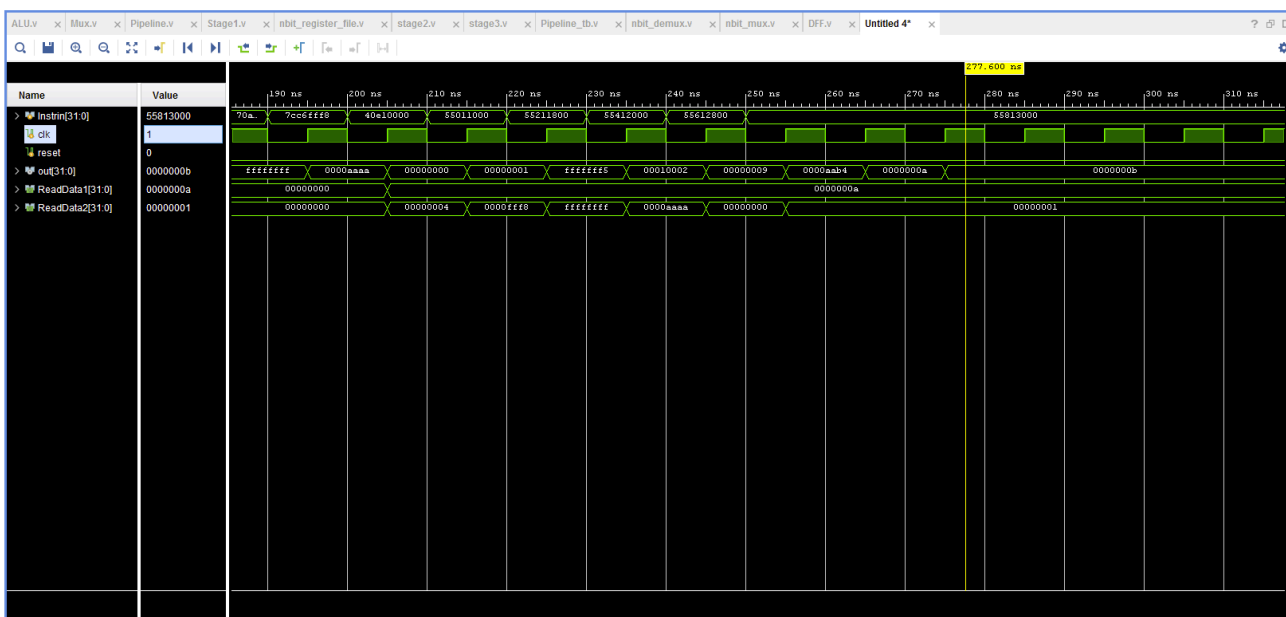 ALU.v × Mux.v × Pipeline.v × Stage1.v × nbit_register_file.v × stage2.v × stage3.v × Pipeline_tb.v × nbit_demux.v × nbit_mux.v × DFF.v × Untitled 4* × ?
277.600 ns
Name Value 190 ns 200 ns 210 ns 220 ns 230 ns 240 ns 250 ns 260 ns 270 ns 280 ns 290 ns 300 ns 310 ns
> Instrin[31:0] 55813000 70a.. 7cc6fff8 40e10000 55011000 55211800 55412000 55612800 55813000
clk 1
reset 0
> out[31:0] 0000000b ffffffff 0000aaaa 00000000 00000001 fffffff5 00010002 00000009 0000aab4 0000000a 0000000b
> ReadData1[31:0] 0000000a 00000000 0000000a
> ReadData2[31:0] 00000001 00000000 00000004 0000fff8 ffffffff 0000aaaa 00000000 00000001